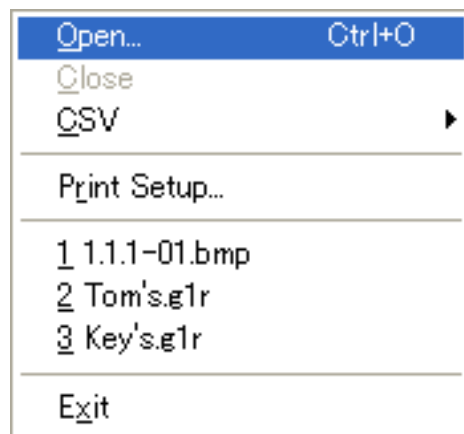 Open... Ctrl+O
Close
CSV
Print Setup...
1 1.1.1-01.bmp
2 Tom's.g1r
3 Key's.g1r
Exit